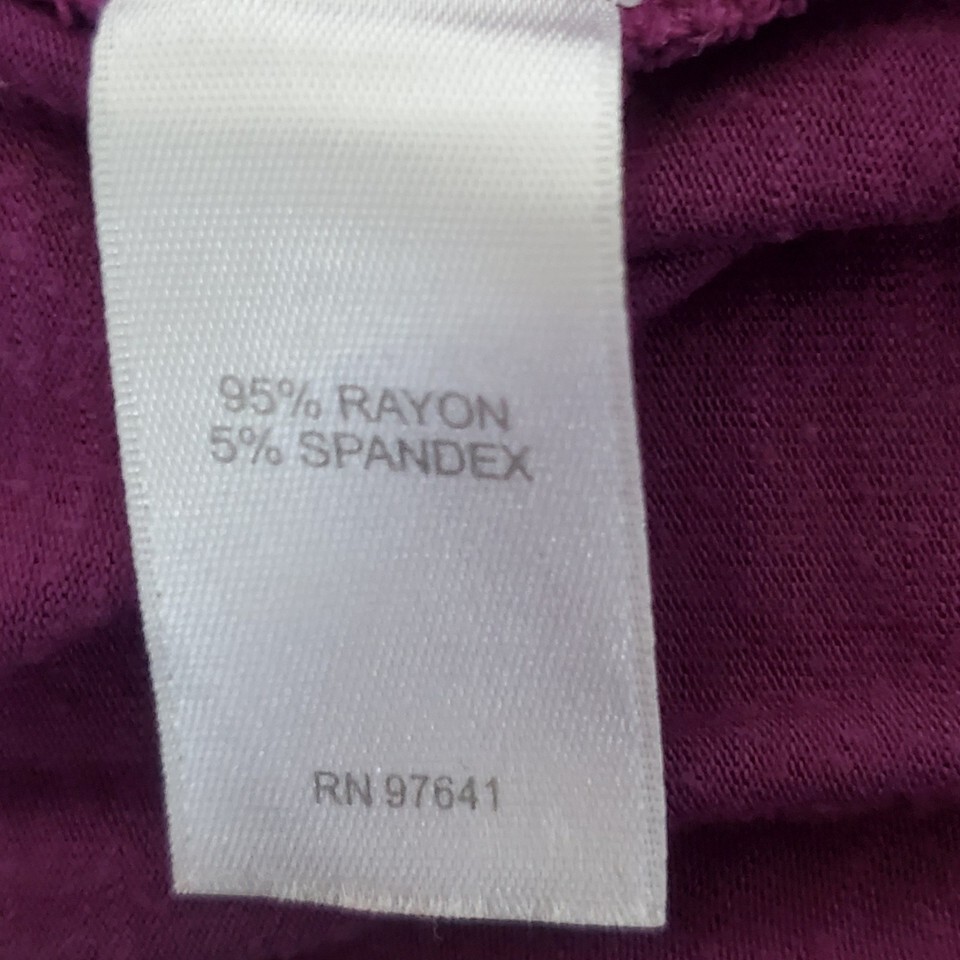 95% RAYON
5% SPANDEX
RN 97641